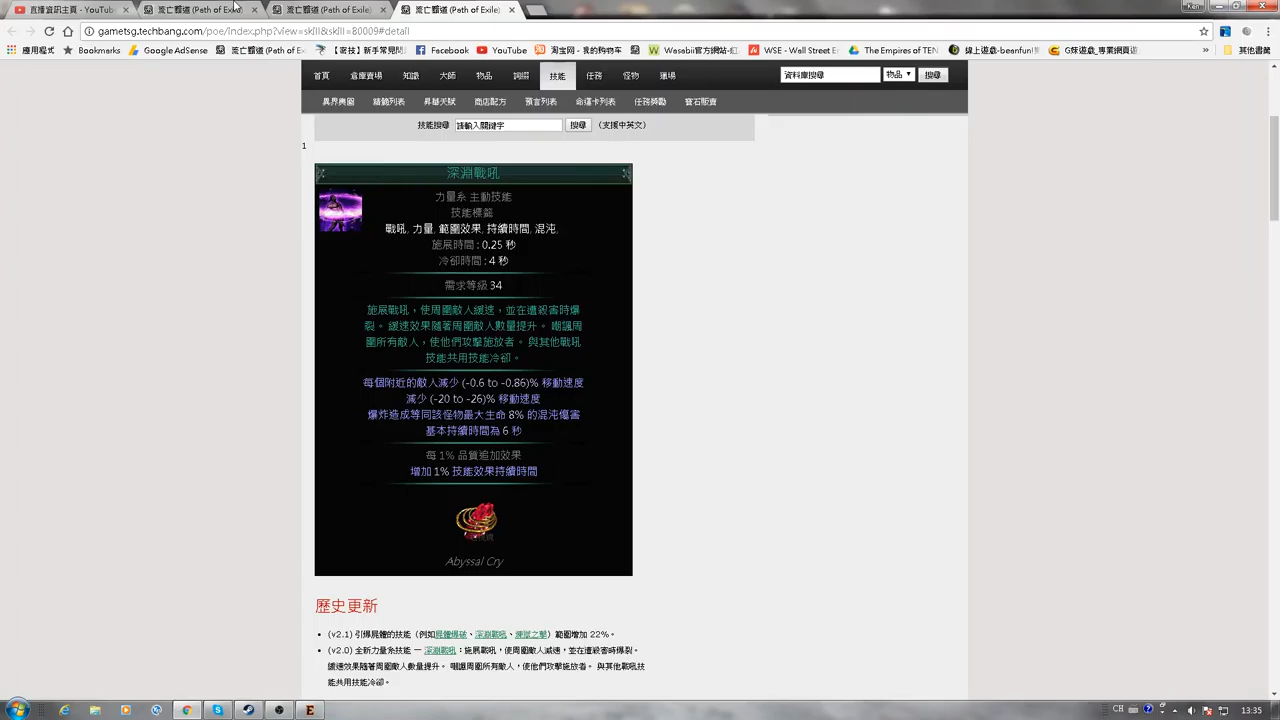 直播資訊主頁 - YouTub
流亡黯道 (Path of Exile)
流亡黯道 (Path of Exile)
流亡黯道 (Path of Exile)
Ken
gametsg.techbang.com/poe/index.php?view=skill&skill=80009#detail
應用程式
Bookmarks
Google AdSense
流亡黯道 (Path of Ex
Facebook
YouTube
淘宝网 - 我的购物车
Wasabii官方網站-紅
WSE - Wall Street E
The Empires of TEN
線上遊戲-beanfun!
其他書籤
首頁
倉庫賣場
知識
大師
物品
詞綴
技能
任務
怪物
獵場
資料庫搜尋
物品
搜尋
異界輿圖
精髓列表
昇華天賦
商店配方
預言列表
命運卡列表
任務獎勵
寶石販賣
技能搜尋
請輸入關鍵字
搜尋
(支援中英文)
1
深淵戰吼
力量系 主動技能
技能標籤
戰吼, 力量, 範圍效果, 持續時間, 混沌,
施展時間 : 0.25 秒
冷卻時間 : 4 秒
需求等級 34
施展戰吼，使周圍敵人緩速，並在遭殺害時爆
裂。 緩速效果隨著周圍敵人數量提升。 嘲諷周
圍所有敵人，使他們攻擊施放者。 與其他戰吼
技能共用技能冷卻。
每個附近的敵人減少 (-0.6 to -0.86)% 移動速度
減少 (-20 to -26)% 移動速度
爆炸造成等同該怪物最大生命 8% 的混沌傷害
基本持續時間為 6 秒
每 1% 品質追加效果
增加 1% 技能效果持續時間
Abyssal Cry
歷史更新
(v2.1) 引爆屍體的技能（例如屍體爆破、深淵戰吼、煉獄之擊）範圍增加 22%。
(v2.0) 全新力量系技能 — 深淵戰吼：施展戰吼，使周圍敵人減速，並在遭殺害時爆裂。
緩速效果隨著周圍敵人數量提升。 嘲諷周圍所有敵人，使他們攻擊施放者。 與其他戰吼技
能共用技能冷卻。
CH
13:35